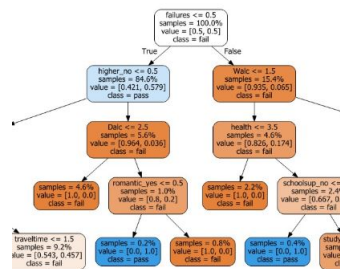 failures <= 0.5
samples = 100.0%
value = [0.5, 0.5]
class = fail
True
False
higher_no <= 0.5
samples = 84.6%
value = [0.421, 0.579]
class = pass
Walc <= 1.5
samples = 15.4%
value = [0.935, 0.065]
class = fail
Dalc <= 2.5
samples = 5.6%
value = [0.964, 0.036]
class = fail
health <= 3.5
samples = 4.6%
value = [0.826, 0.174]
class = fail
samples = 4.6%
value = [1.0, 0.0]
class = fail
romantic_yes <= 0.5
samples = 1.0%
value = [0.8, 0.2]
class = fail
samples = 2.2%
value = [1.0, 0.0]
class = fail
schoolsup_no <=
samples = 2.4
value = [0.667, 0
class = fail
traveltime <= 1.5
samples = 9.2%
value = [0.543, 0.457]
class = fail
samples = 0.2%
value = [0.0, 1.0]
class = pass
samples = 0.8%
value = [1.0, 0.0]
class = fail
samples = 0.4%
value = [0.0, 1.0]
class = pass
study